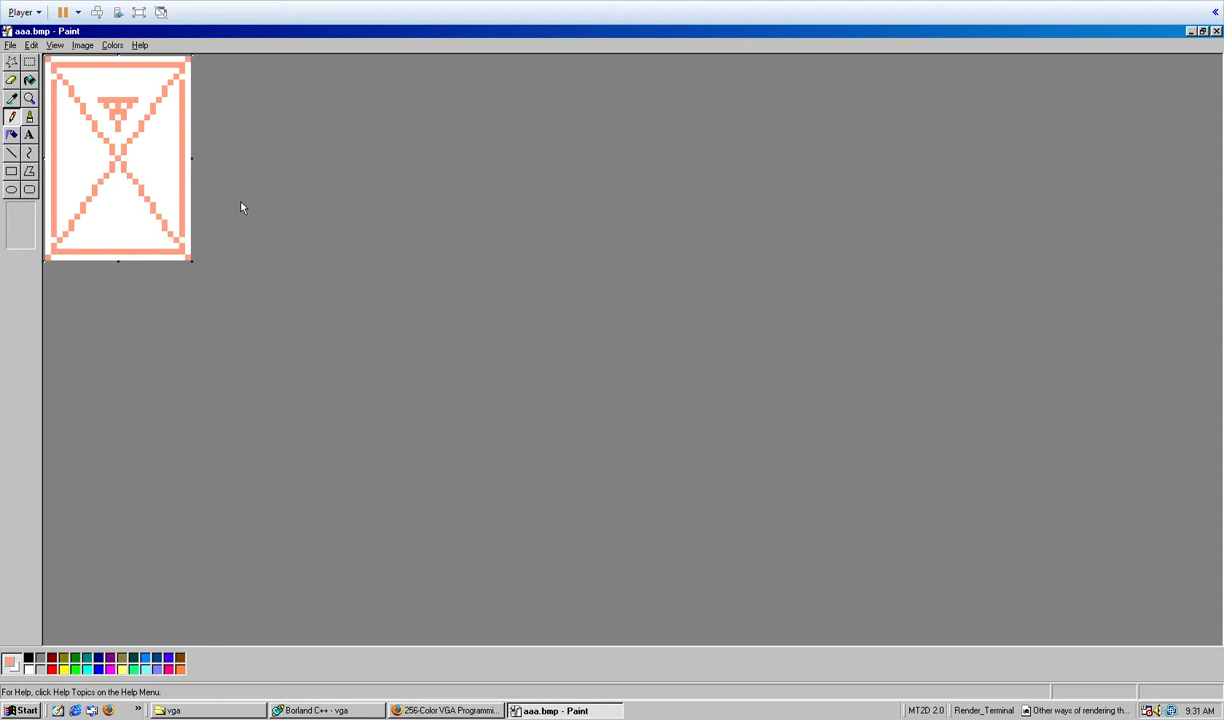 Player
aaa.bmp - Paint
File Edit View Image Colors Help
A
For Help, click Help Topics on the Help Menu.
Start vga Borland C++ - vga 256-Color VGA Programmi... aaa.bmp - Paint MT2D 2.0 Render_Terminal Other ways of rendering th... 9:31 AM